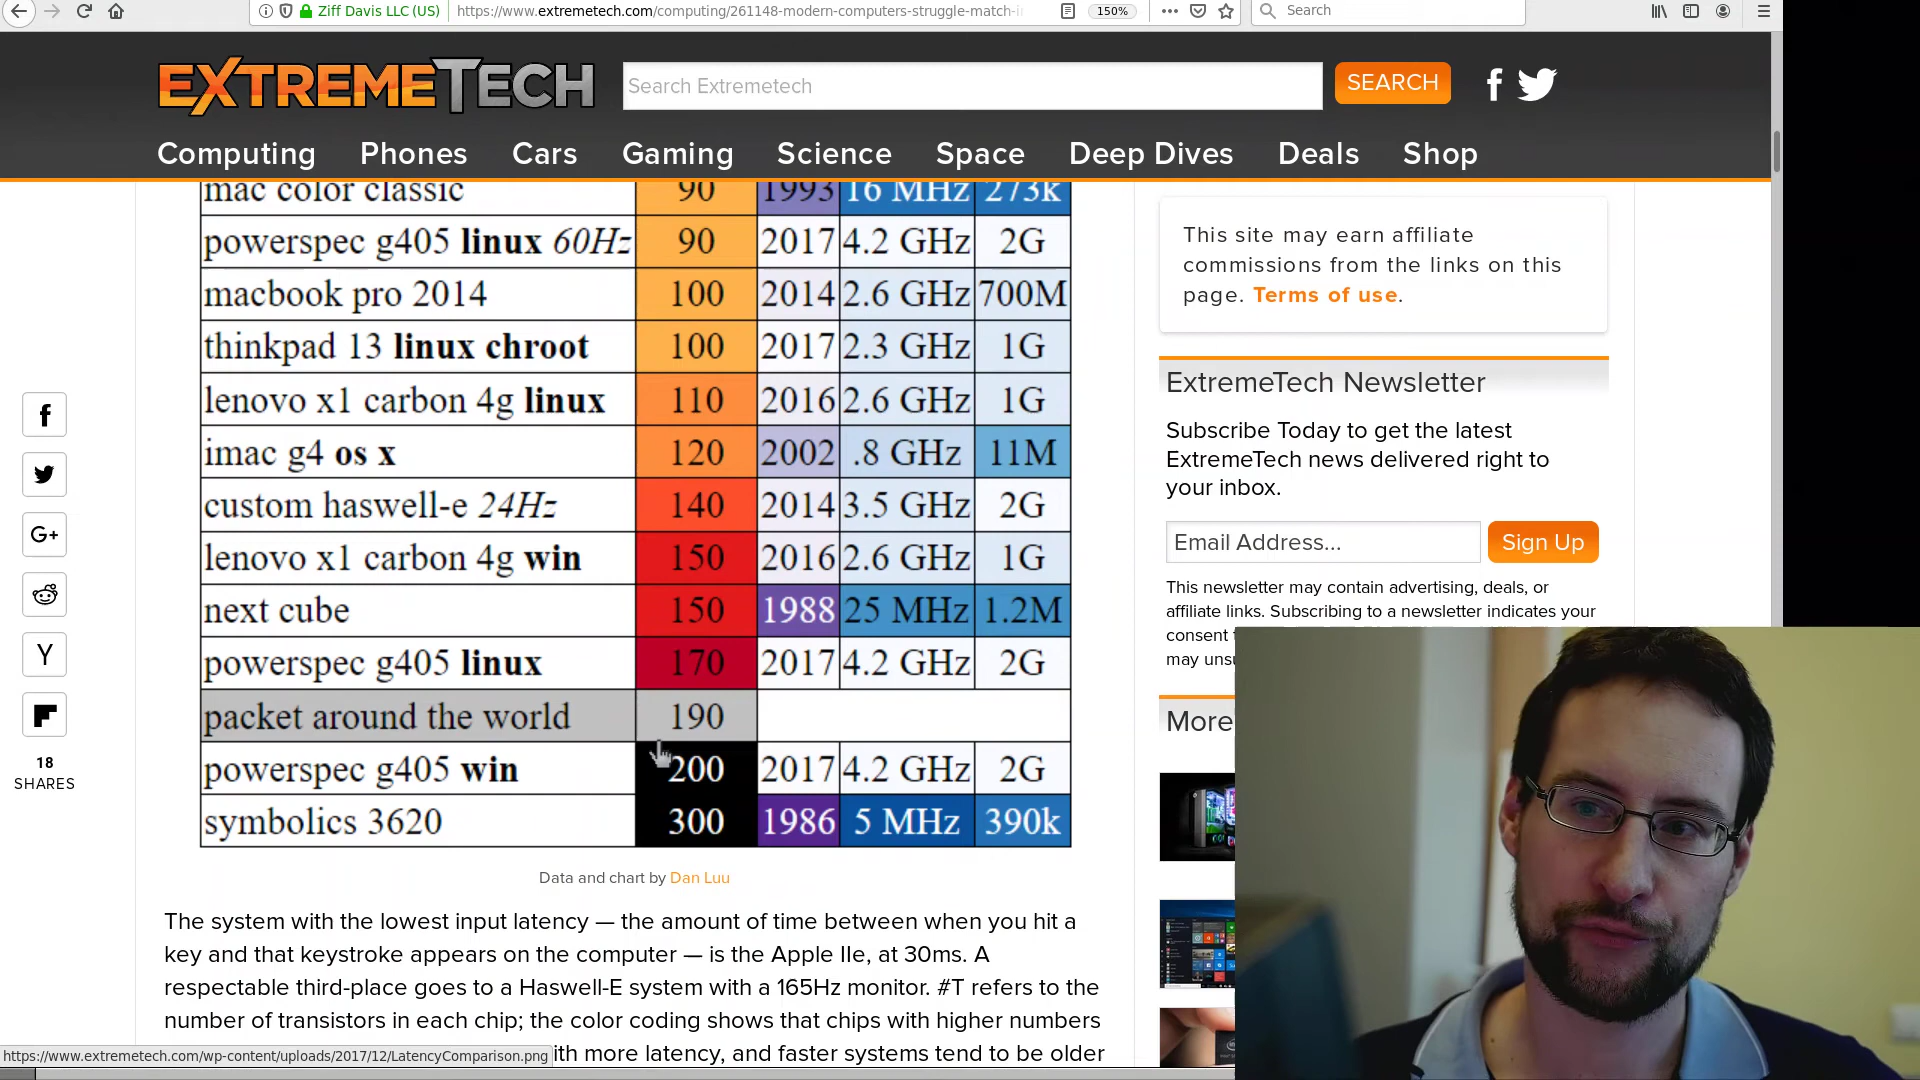 Ziff Davis LLC (US)
https://www.extremetech.com/computing/261148-modern-computers-struggle-match-i
150%
Search
EXTREMETECH
Search Extremetech
SEARCH
Computing Phones Cars Gaming Science Space Deep Dives Deals Shop
mac color classic 90 1993 16 MHz 273k
powerspec g405 linux 60Hz 90 2017 4.2 GHz 2G
macbook pro 2014 100 2014 2.6 GHz 700M
thinkpad 13 linux chroot 100 2017 2.3 GHz 1G
lenovo x1 carbon 4g linux 110 2016 2.6 GHz 1G
imac g4 os x 120 2002 .8 GHz 11M
custom haswell-e 24Hz 140 2014 3.5 GHz 2G
lenovo x1 carbon 4g win 150 2016 2.6 GHz 1G
next cube 150 1988 25 MHz 1.2M
powerspec g405 linux 170 2017 4.2 GHz 2G
packet around the world 190
powerspec g405 win 200 2017 4.2 GHz 2G
symbolics 3620 300 1986 5 MHz 390k
Data and chart by Dan Luu
The system with the lowest input latency — the amount of time between when you hit a
key and that keystroke appears on the computer — is the Apple IIe, at 30ms. A
respectable third-place goes to a Haswell-E system with a 165Hz monitor. #T refers to the
number of transistors in each chip; the color coding shows that chips with higher numbers
ith more latency, and faster systems tend to be older
https://www.extremetech.com/wp-content/uploads/2017/12/LatencyComparison.png
G+
Y
18
SHARES
This site may earn affiliate
commissions from the links on this
page. Terms of use.
ExtremeTech Newsletter
Subscribe Today to get the latest
ExtremeTech news delivered right to
your inbox.
Email Address...
Sign Up
This newsletter may contain advertising, deals, or
affiliate links. Subscribing to a newsletter indicates your
consent
may unsu
More